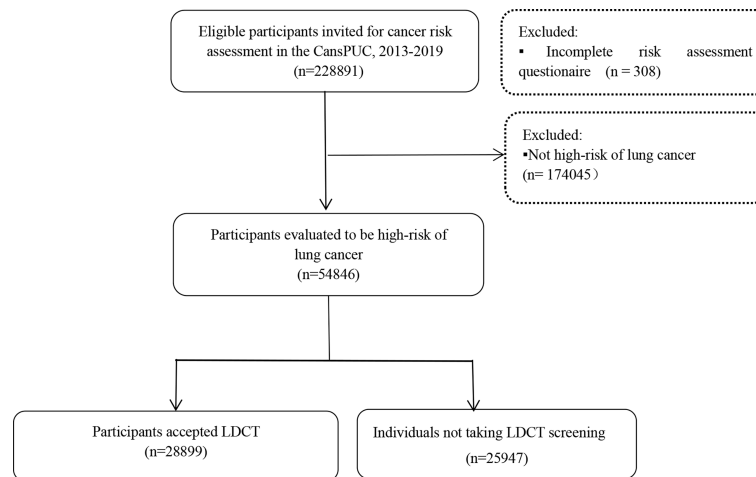 Eligible participants invited for cancer risk
assessment in the CansPUC, 2013-2019
(n=228891)
Excluded:
▪ Incomplete risk assessment
questionaire (n = 308)
Excluded:
▪Not high-risk of lung cancer
(n= 174045）
Participants evaluated to be high-risk of
lung cancer
(n=54846)
Participants accepted LDCT
(n=28899)
Individuals not taking LDCT screening
(n=25947)